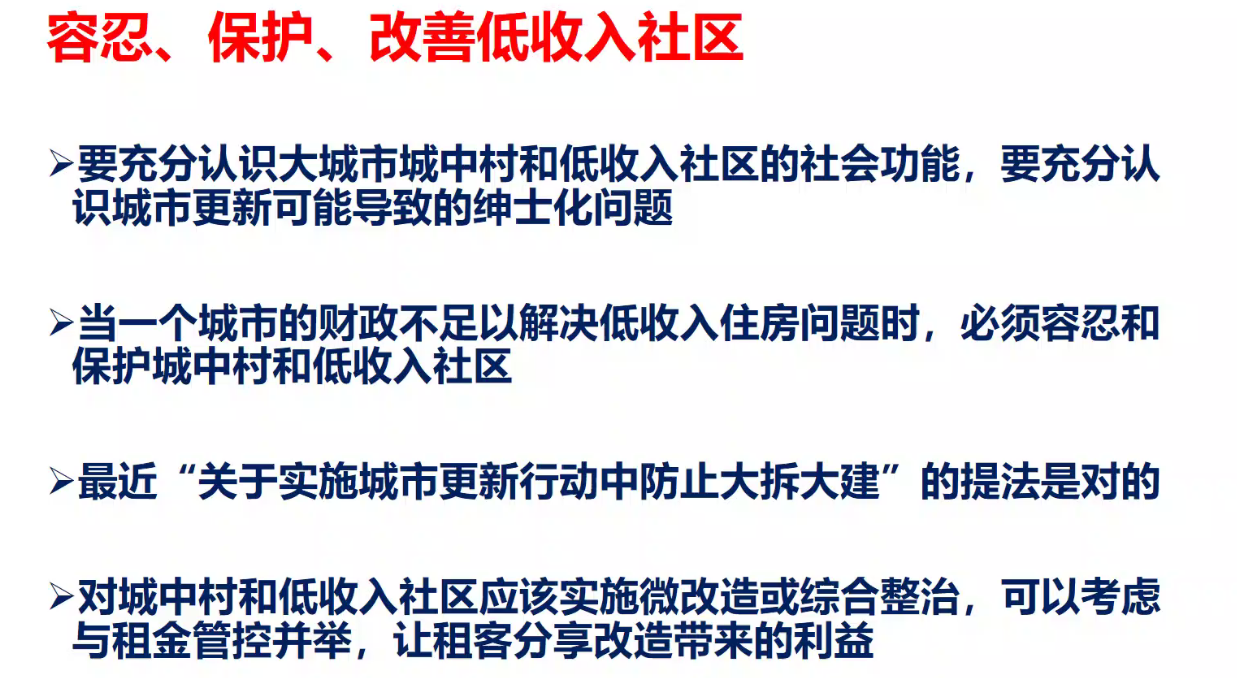 容忍、保护、改善低收入社区
➢要充分认识大城市城中村和低收入社区的社会功能，要充分认
识城市更新可能导致的绅士化问题
➢当一个城市的财政不足以解决低收入住房问题时，必须容忍和
保护城中村和低收入社区
➢最近“关于实施城市更新行动中防止大拆大建”的提法是对的
➢对城中村和低收入社区应该实施微改造或综合整治，可以考虑
与租金管控并举，让租客分享改造带来的利益